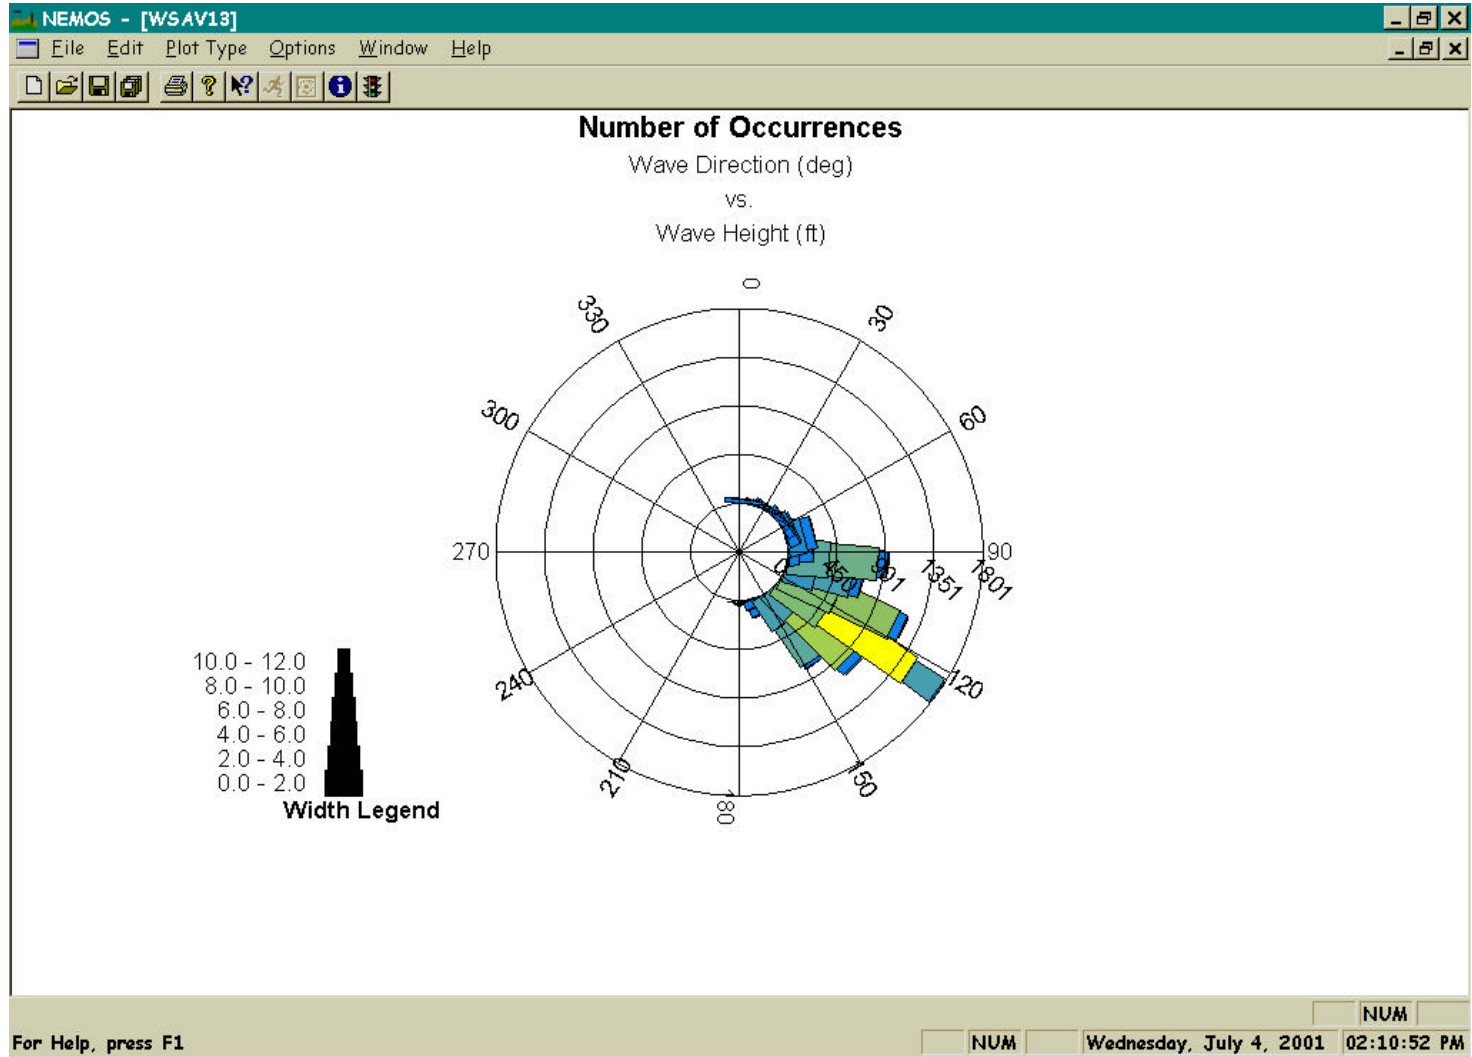 NEMOS - [WSAV13]
File Edit Plot Type Options Window Help
Number of Occurrences
Wave Direction (deg)
vs.
Wave Height (ft)
0
330
30
300
60
270
90
0 450 901 1351 1801
240
120
210
150
180
10.0 - 12.0
8.0 - 10.0
6.0 - 8.0
4.0 - 6.0
2.0 - 4.0
0.0 - 2.0
Width Legend
NUM
For Help, press F1
NUM
Wednesday, July 4, 2001
02:10:52 PM